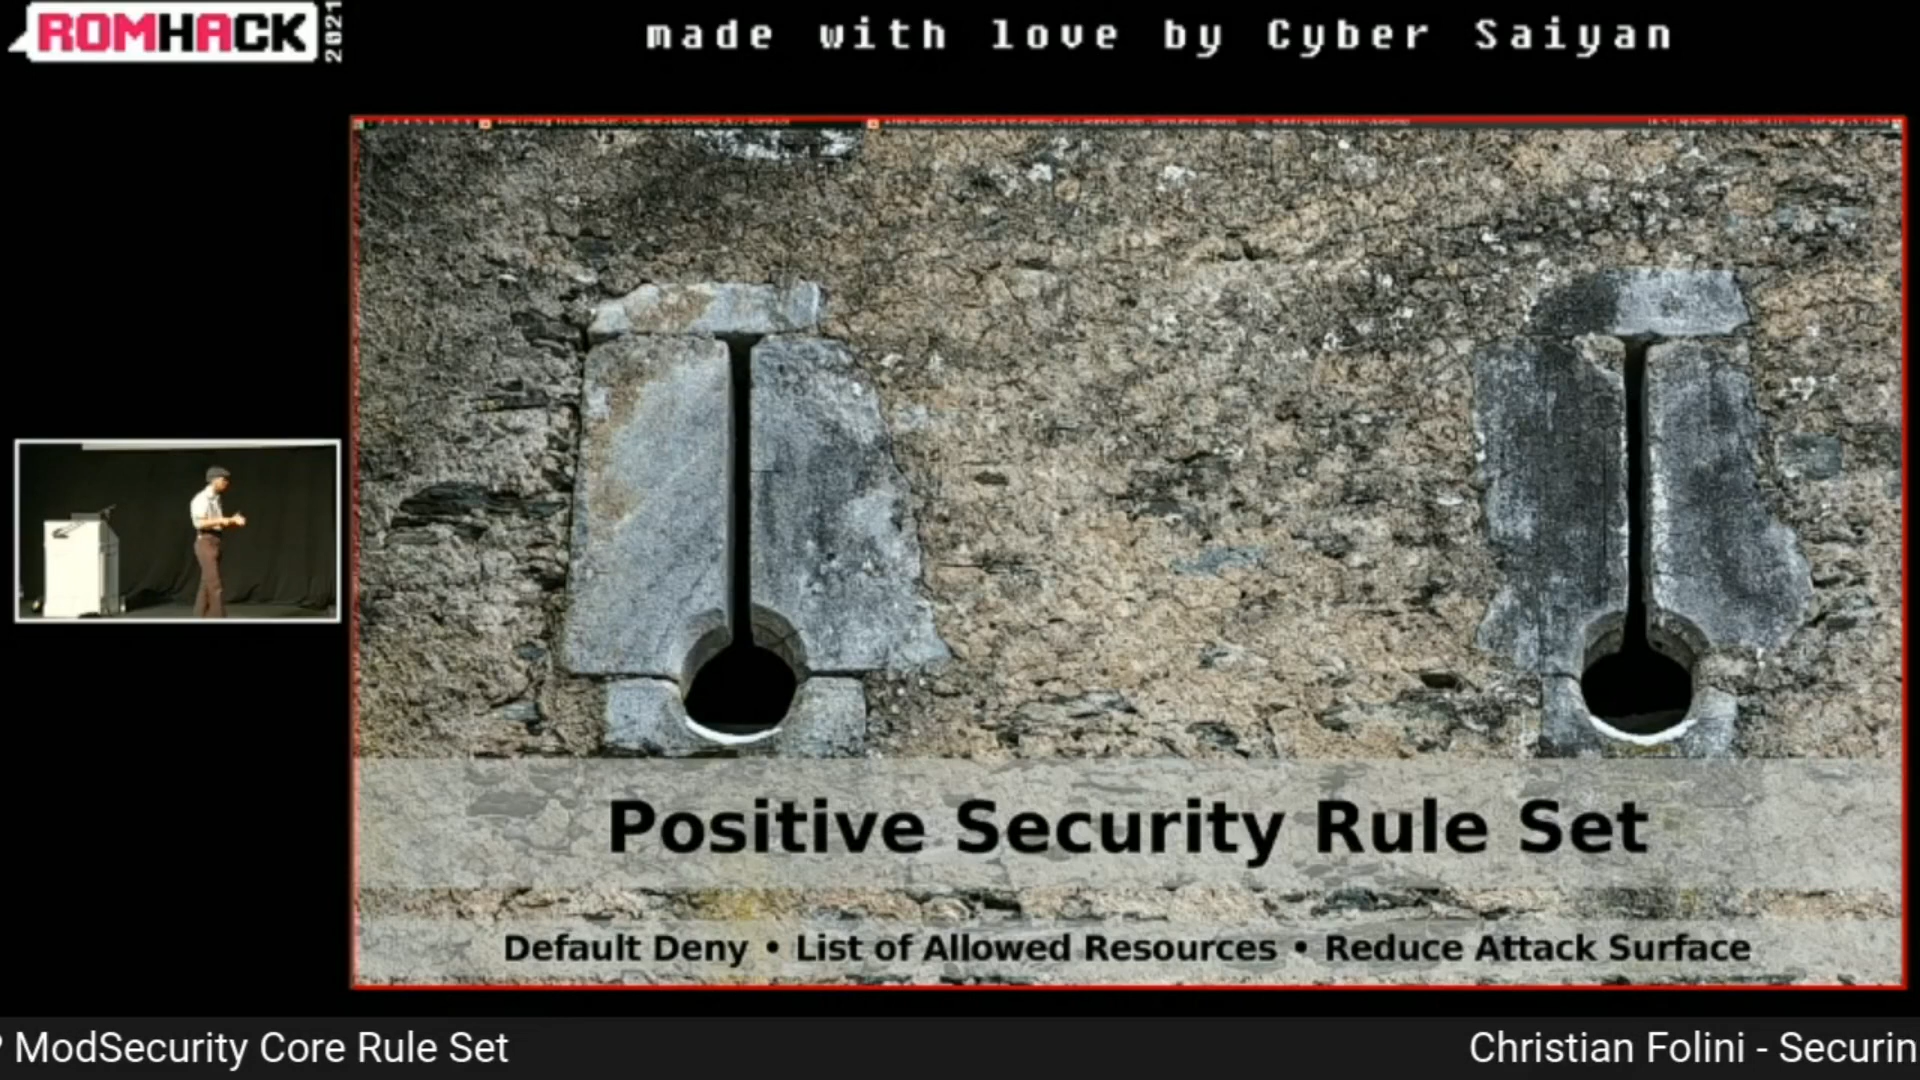 ROMHACK
2021
made with love by Cyber Saiyan
Positive Security Rule Set
Default Deny • List of Allowed Resources • Reduce Attack Surface
ModSecurity Core Rule Set
Christian Folini - Securin